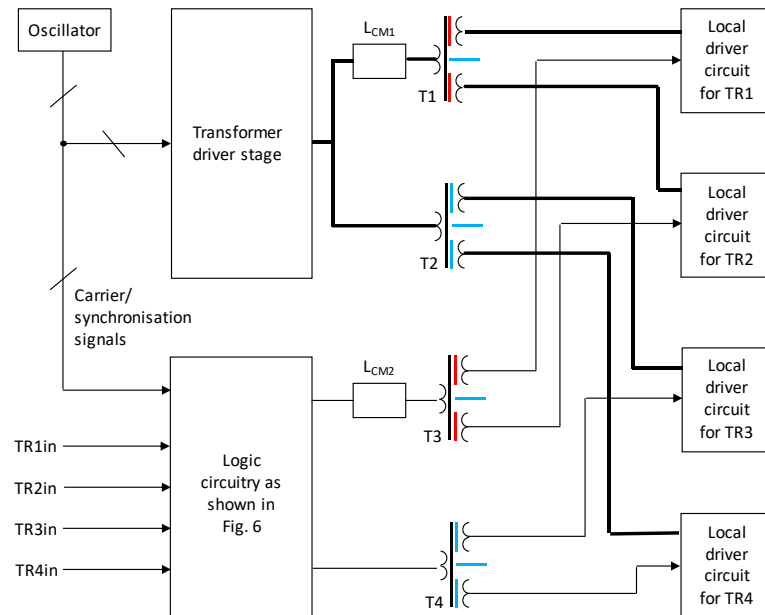 Oscillator
Transformer
driver stage
LCM1
T1
Local
driver
circuit
for TR1
Local
driver
circuit
for TR2
T2
Carrier/
synchronisation
signals
TR1in
TR2in
TR3in
TR4in
Logic
circuitry as
shown in
Fig. 6
LCM2
T3
T4
Local
driver
circuit
for TR3
Local
driver
circuit
for TR4